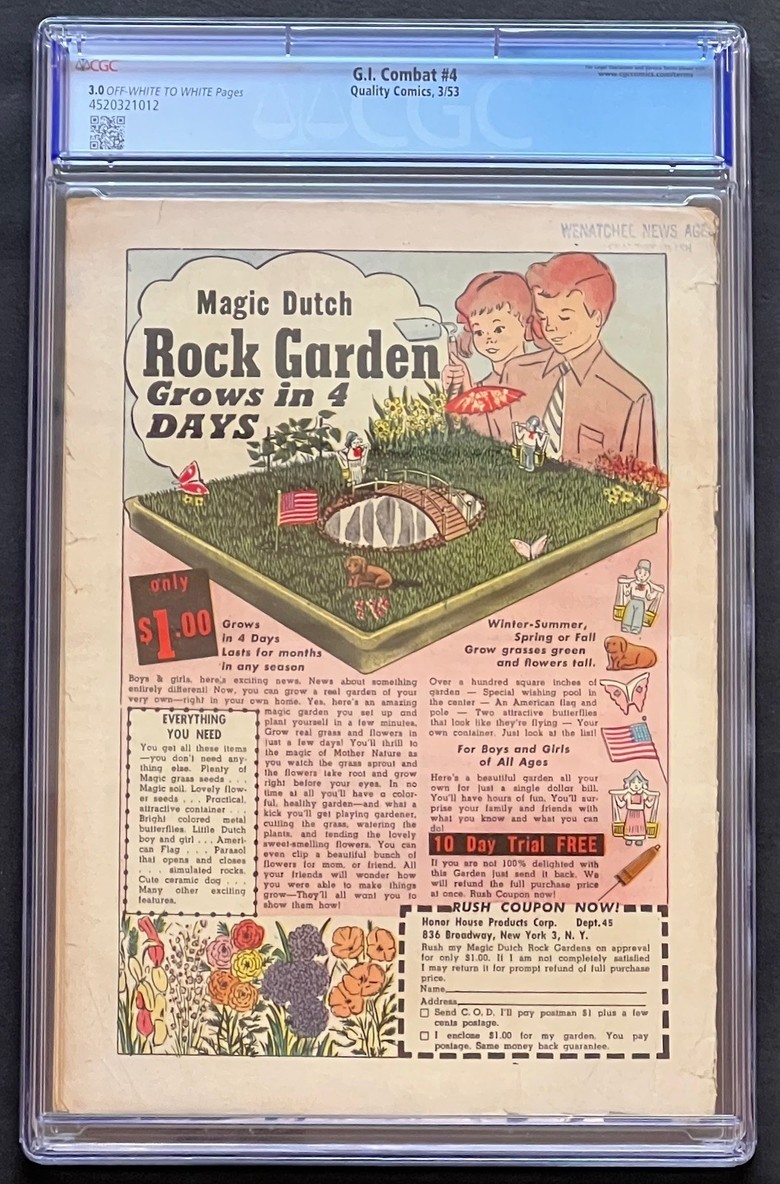 CGC
G.I. Combat #4
www.cgccomics.com/terms
3.0 OFF-WHITE TO WHITE Pages
Quality Comics, 3/53
4520321012
CGC
WENATCHEE NEWS AGE
Magic Dutch
Rock Garden
Grows in 4
DAYS
only
$1.00
Grows
in 4 Days
Lasts for months
in any season
Winter-Summer,
Spring or Fall
Grow grasses green
and flowers tall.
Boys & girls, here's exciting news. News about something
entirely different! Now, you can grow a real garden of your
very own—right in your own home. Yes, here's an amazing
magic garden you set up and
plant yourself in a few minutes.
Grow real grass and flowers in
just a few days! You'll thrill to
the magic of Mother Nature as
you watch the grass sprout and
the flowers take root and grow
right before your eyes. In no
time at all you'll have a color-
ful, healthy garden—and what a
kick you'll get playing gardener,
cutting the grass, watering the
plants, and tending the lovely
sweet-smelling flowers. You can
even clip a beautiful bunch of
flowers for mom, or friend. All
your friends will wonder how
you were able to make things
grow—They'll all want you to
show them how!
EVERYTHING
YOU NEED
You get all these items
—you don't need any-
thing else. Plenty of
Magic grass seeds . . .
Magic soil. Lovely flow-
er seeds . . . Practical,
attractive container . . .
Bright colored metal
butterflies. Little Dutch
boy and girl . . . Ameri-
can Flag . . . Parasol
that opens and closes
. . . simulated rocks.
Cute ceramic dog . . .
Many other exciting
features.
Over a hundred square inches of
garden — Special wishing pool in
the center — An American flag and
pole — Two attractive butterflies
that look like they're flying — Your
own container. Just look at the list!
For Boys and Girls
of All Ages
Here's a beautiful garden all your
own for just a single dollar bill.
You'll have hours of fun. You'll sur-
prise your family and friends with
what you know and what you can
do!
10 Day Trial FREE
If you are not 100% delighted with
this Garden just send it back. We
will refund the full purchase price
at once. Rush Coupon now!
RUSH COUPON NOW!
Honor House Products Corp. Dept.45
836 Broadway, New York 3, N. Y.
Rush my Magic Dutch Rock Gardens on approval
for only $1.00. If I am not completely satisfied
I may return it for prompt refund of full purchase
price.
Name
Address
Send C. O. D. I'll pay postman $1 plus a few
cents postage.
I enclose $1.00 for my garden. You pay
postage. Same money back guarantee.